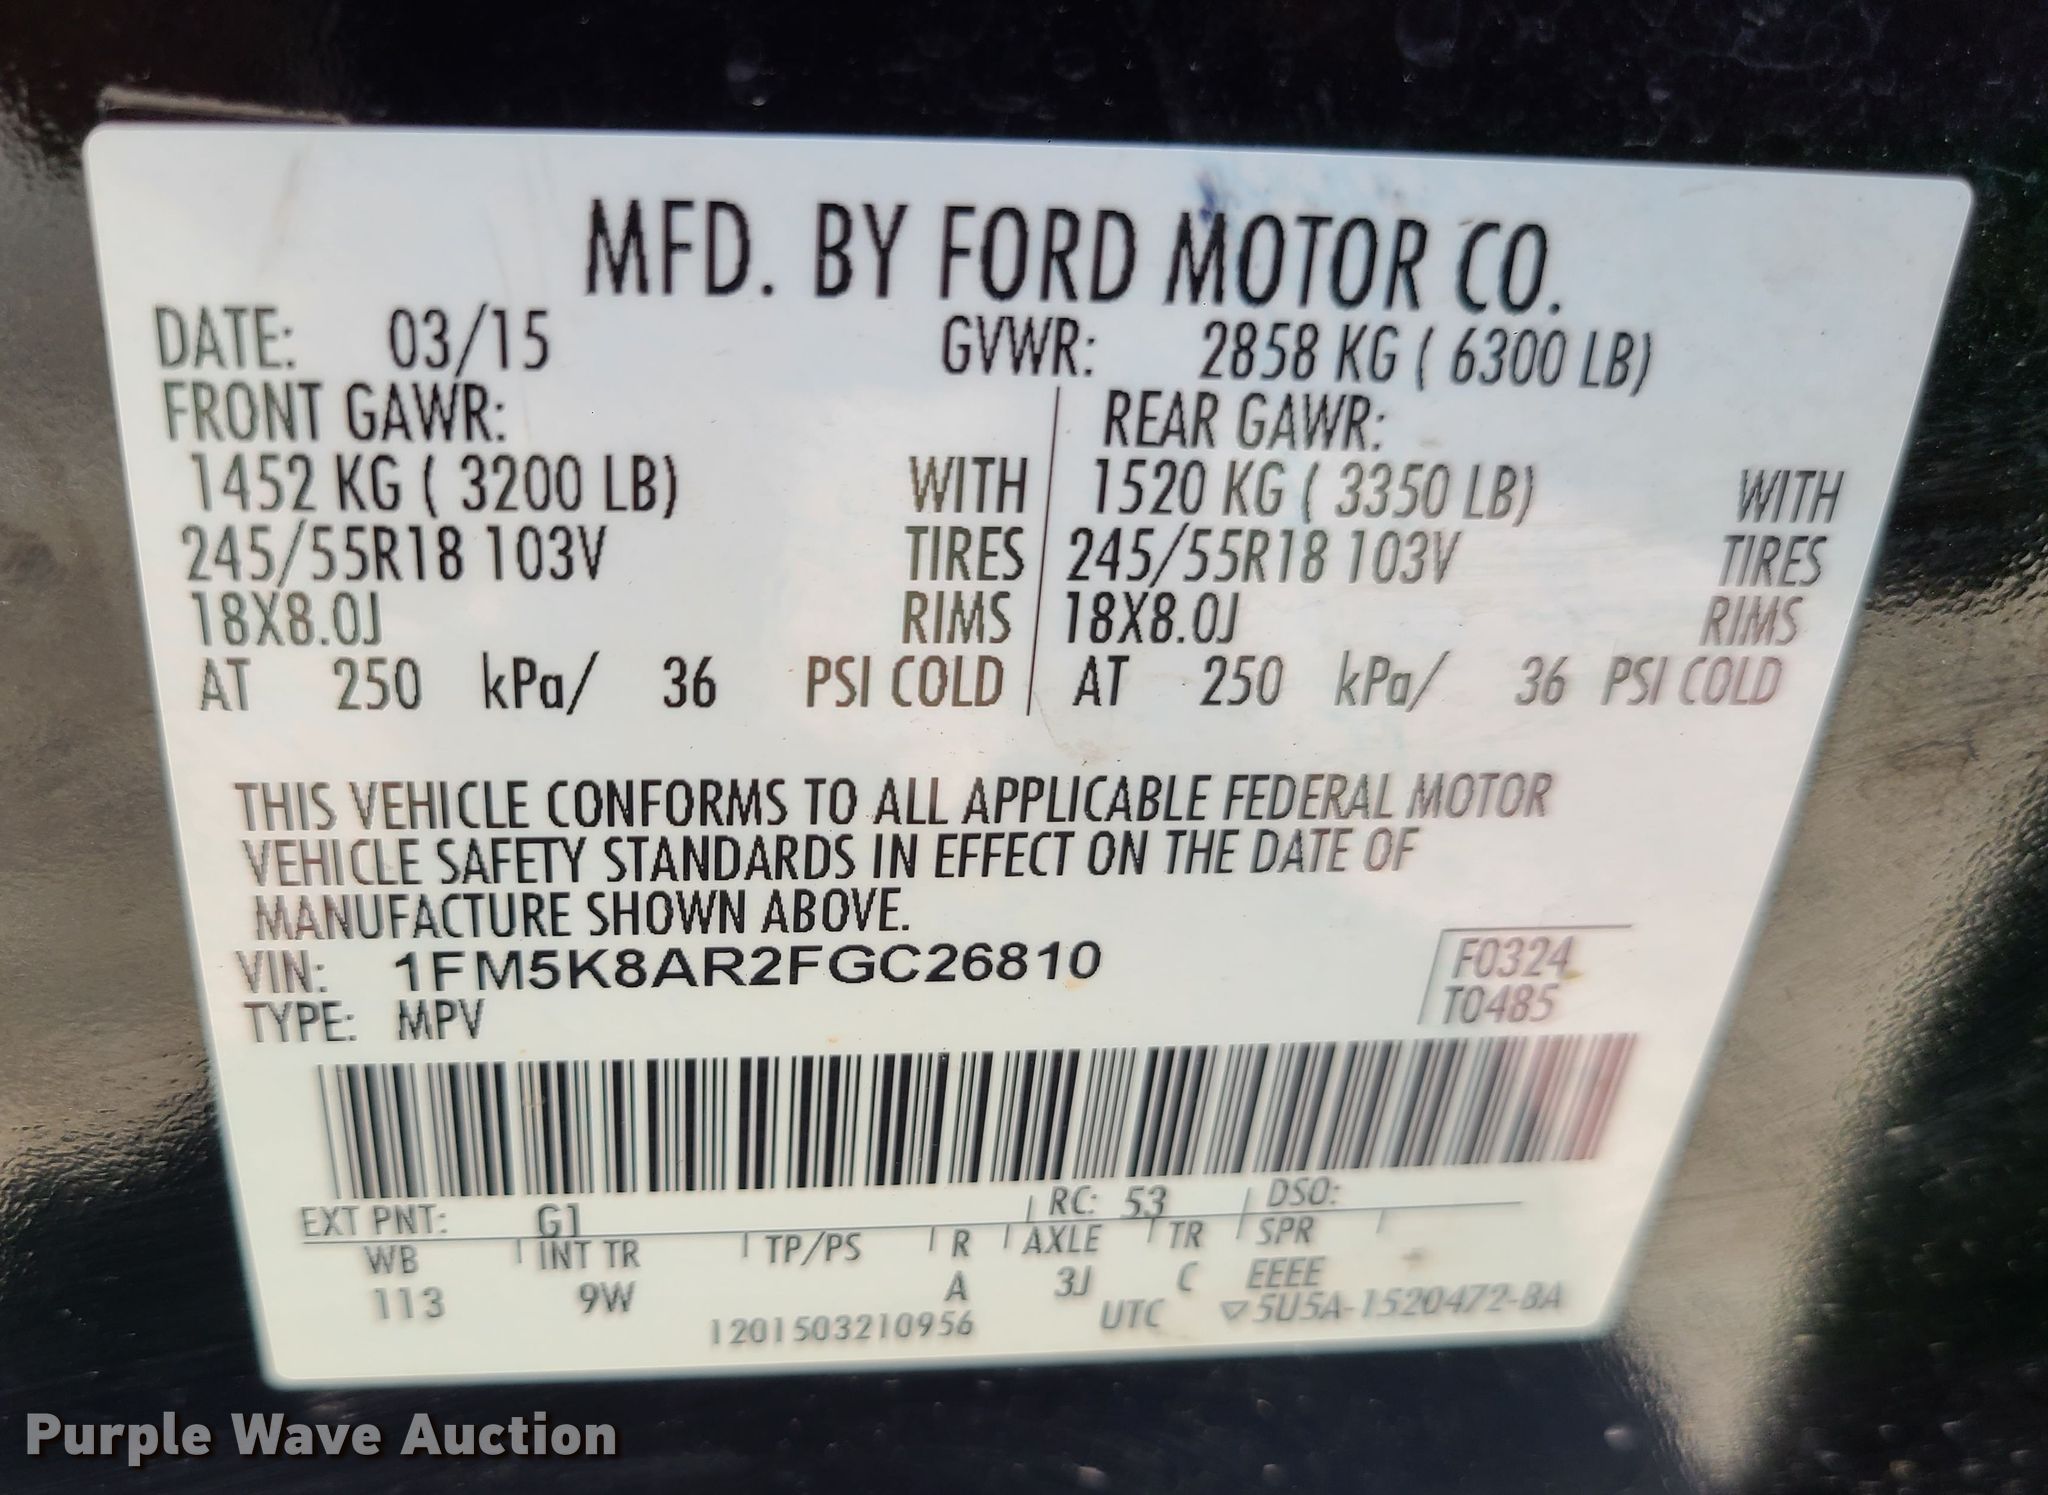 MFD. BY FORD MOTOR CO.
DATE: 03/15 GVWR: 2858 KG ( 6300 LB)
FRONT GAWR: REAR GAWR:
1452 KG ( 3200 LB) WITH 1520 KG ( 3350 LB) WITH
245/55R18 103V TIRES 245/55R18 103V TIRES
18X8.0J RIMS 18X8.0J RIMS
AT 250 kPa/ 36 PSI COLD AT 250 kPa/ 36 PSI COLD
THIS VEHICLE CONFORMS TO ALL APPLICABLE FEDERAL MOTOR
VEHICLE SAFETY STANDARDS IN EFFECT ON THE DATE OF
MANUFACTURE SHOWN ABOVE.
VIN: 1FM5K8AR2FGC26810 F0324
TYPE: MPV T0485
EXT PNT: G1 RC: 53 DSO:
WB INT TR TP/PS R AXLE TR SPR
113 9W A 3J C EEEE
1201503210956 UTC ▽5U5A-1520472-BA
Purple Wave Auction